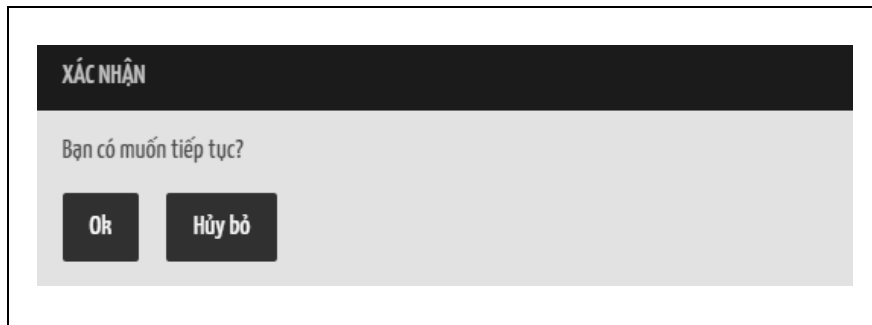 XÁC NHẬN
Bạn có muốn tiếp tục?
Ok Hủy bỏ